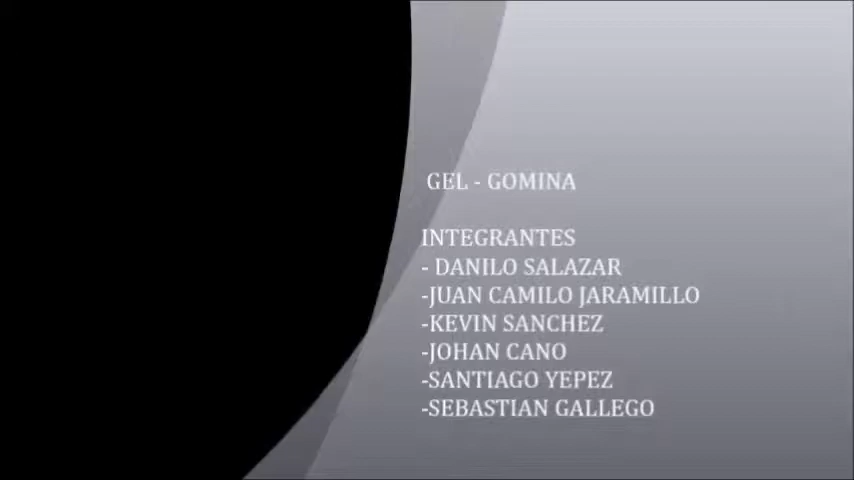 GEL - GOMINA
INTEGRANTES
- DANILO SALAZAR
-JUAN CAMILO JARAMILLO
-KEVIN SANCHEZ
-JOHAN CANO
-SANTIAGO YEPEZ
-SEBASTIAN GALLEGO